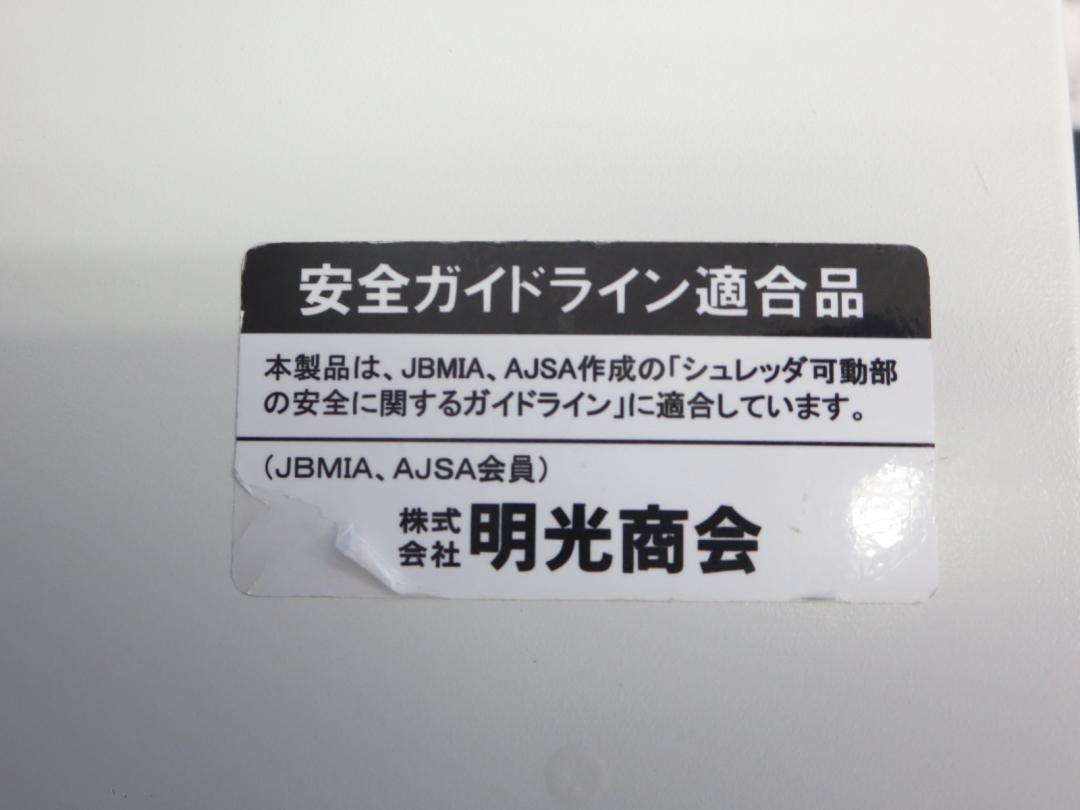 安全ガイドライン適合品
本製品は、JBMIA、AJSA作成の「シュレッダ可動部
の安全に関するガイドライン」に適合しています。
(JBMIA、AJSA会員)
株式
会社 明光商会